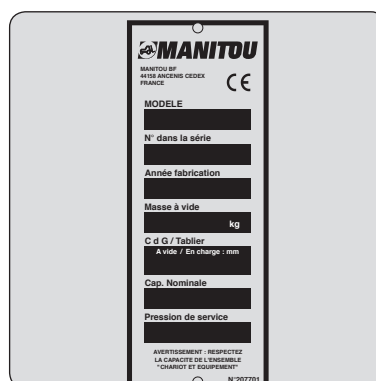 MANITOU
MANITOU BF
44158 ANCENIS CEDEX
FRANCE
CE
MODELE
N° dans la série
Année fabrication
Masse à vide
kg
C d G / Tablier
A vide / En charge : mm
Cap. Nominale
Pression de service
AVERTISSEMENT : RESPECTEZ
LA CAPACITE DE L'ENSEMBLE
"CHARIOT ET EQUIPEMENT"
N°207701